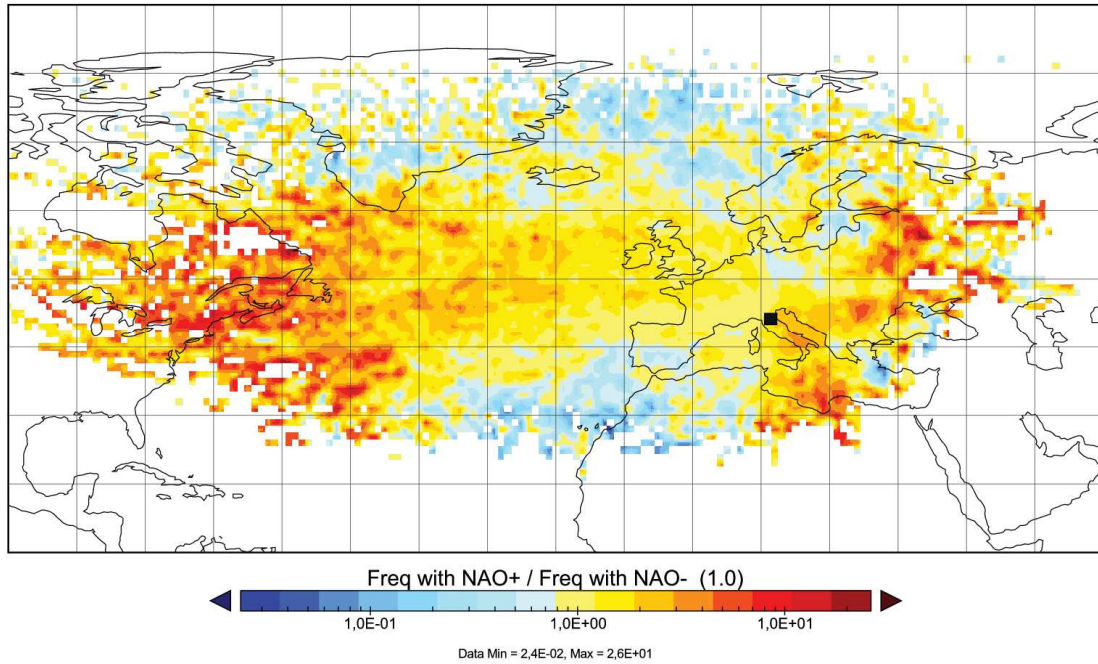 Freq with NAO+ / Freq with NAO- (1.0)
1,0E-01 1,0E+00 1,0E+01
Data Min = 2,4E-02, Max = 2,6E+01